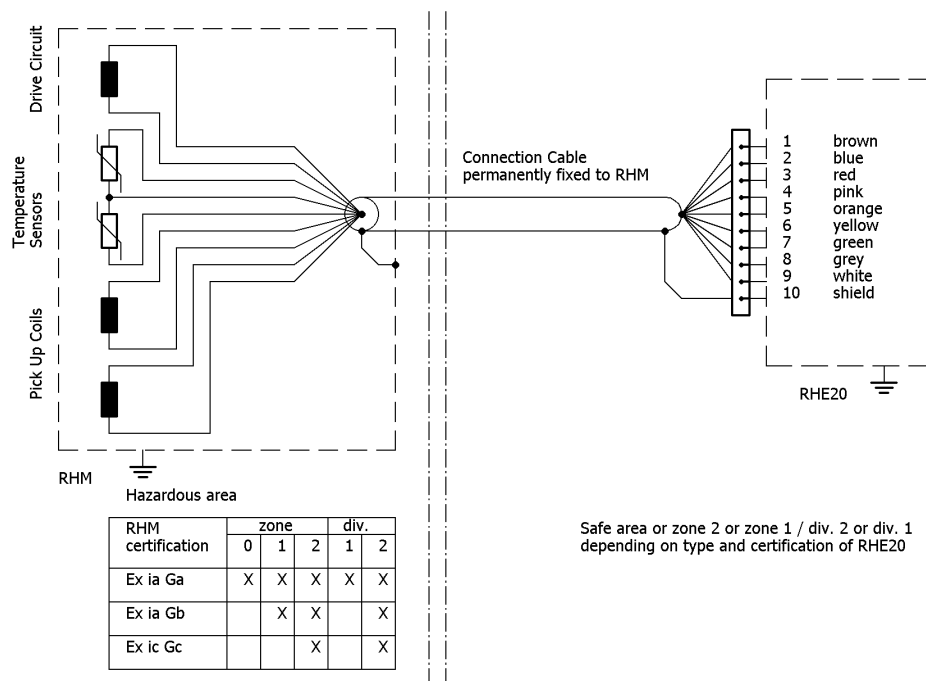 Drive Circuit
Temperature
Sensors
Pick Up Coils
Connection Cable
permanently fixed to RHM
1 brown
2 blue
3 red
4 pink
5 orange
6 yellow
7 green
8 grey
9 white
10 shield
RHE20
RHM
Hazardous area
RHM certification zone div.
0 1 2 1 2
Ex ia Ga X X X X X
Ex ia Gb X X X
Ex ic Gc X X
Safe area or zone 2 or zone 1 / div. 2 or div. 1
depending on type and certification of RHE20